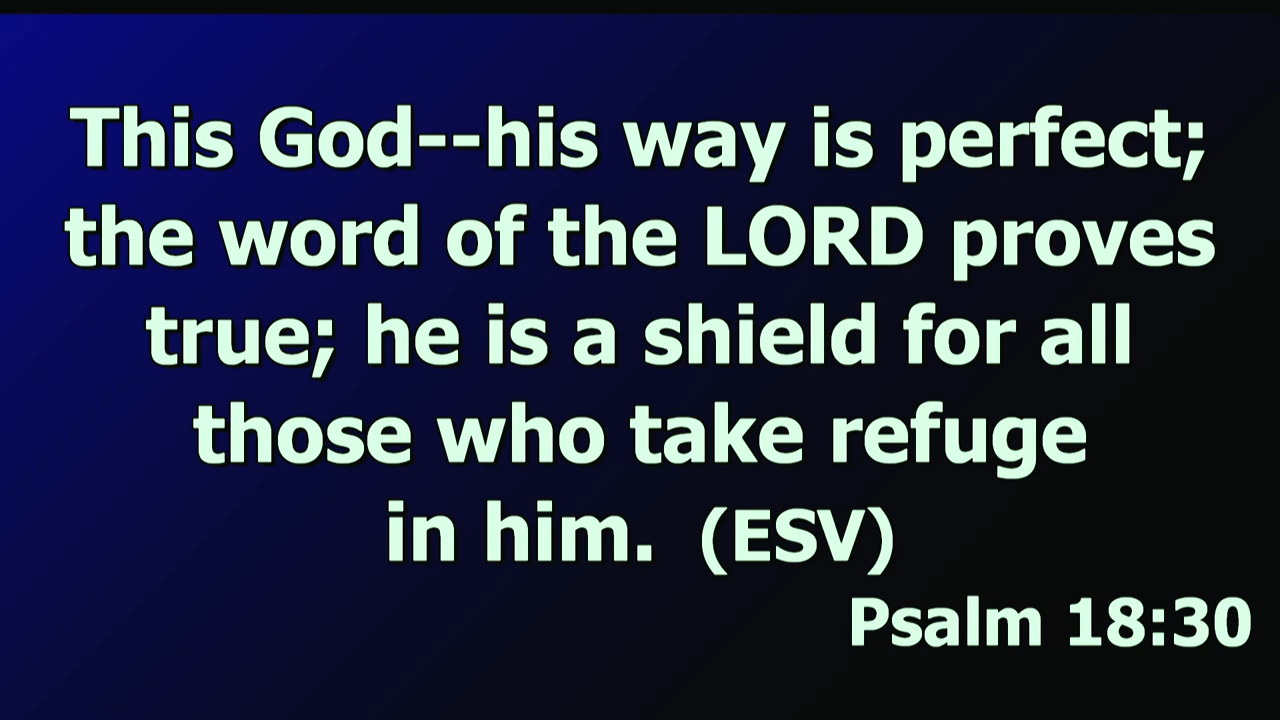 This God--his way is perfect;
the word of the LORD proves
true; he is a shield for all
those who take refuge
in him.  (ESV)
Psalm 18:30